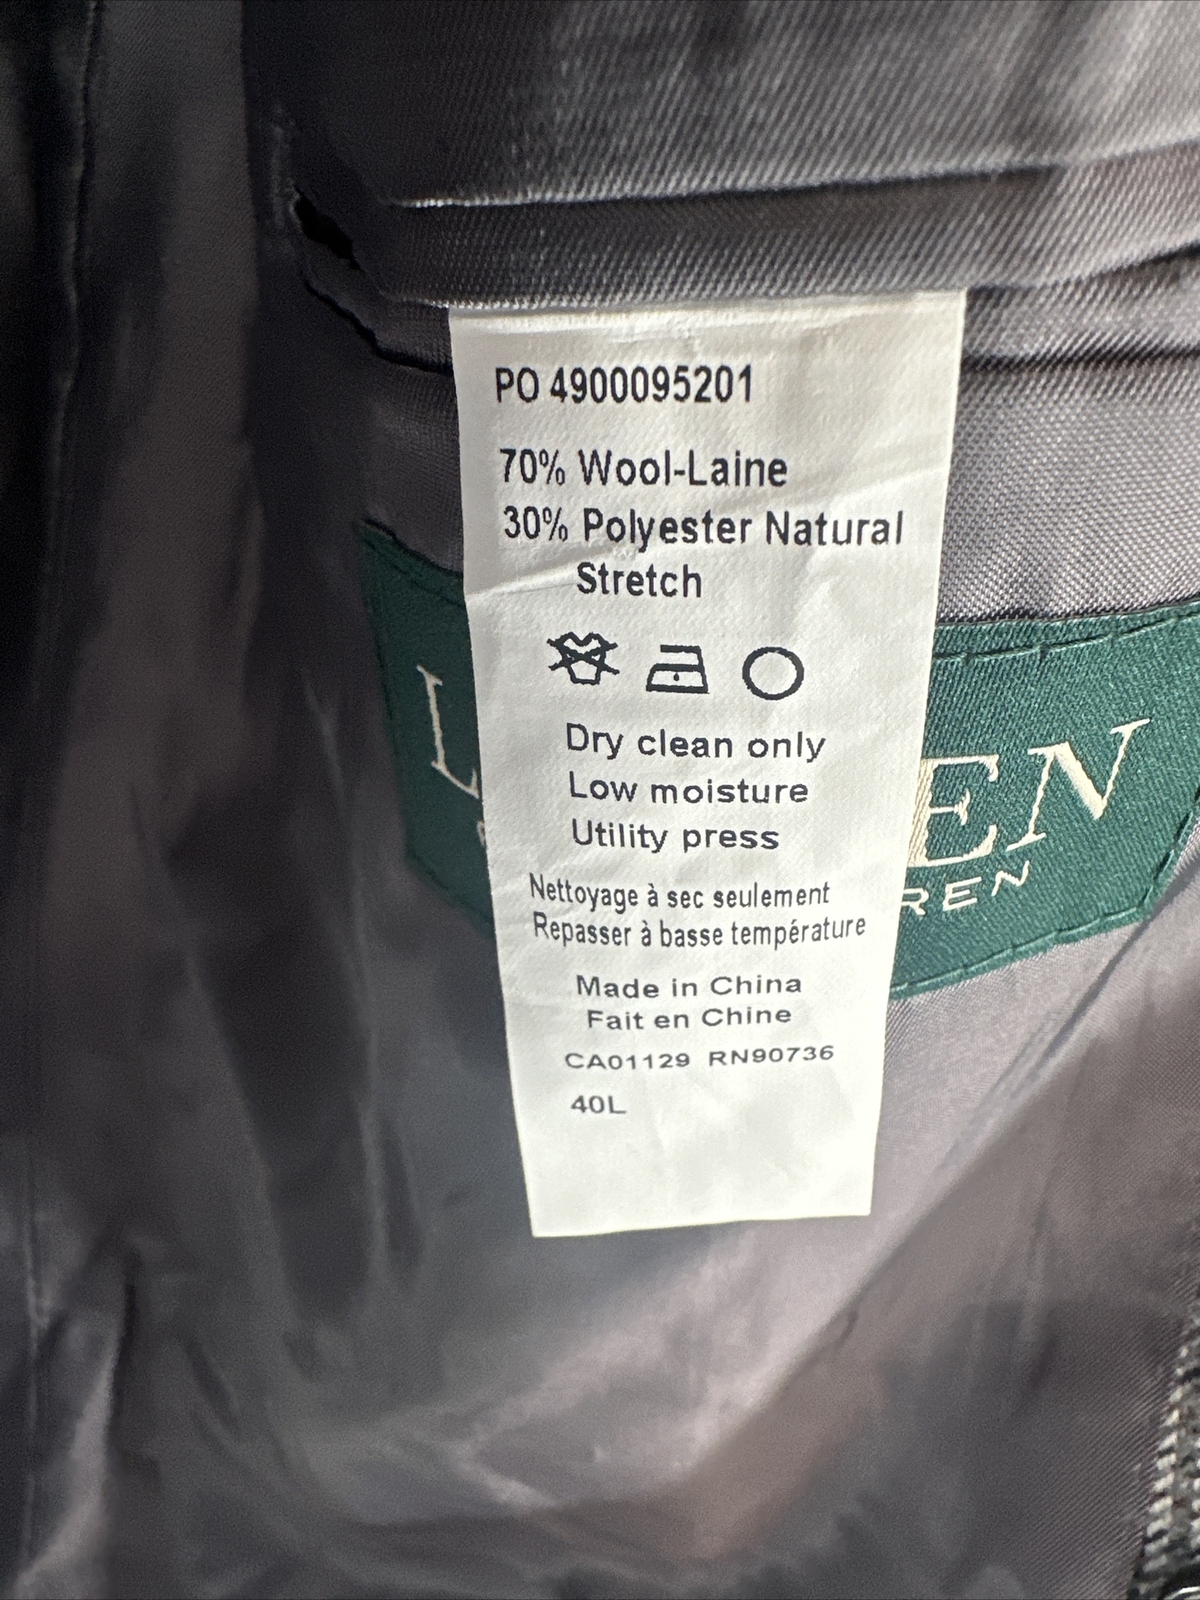 PO 4900095201
70% Wool-Laine
30% Polyester Natural
Stretch
Dry clean only
Low moisture
Utility press
Nettoyage à sec seulement
Repasser à basse température
Made in China
Fait en Chine
CA01129 RN90736
40L